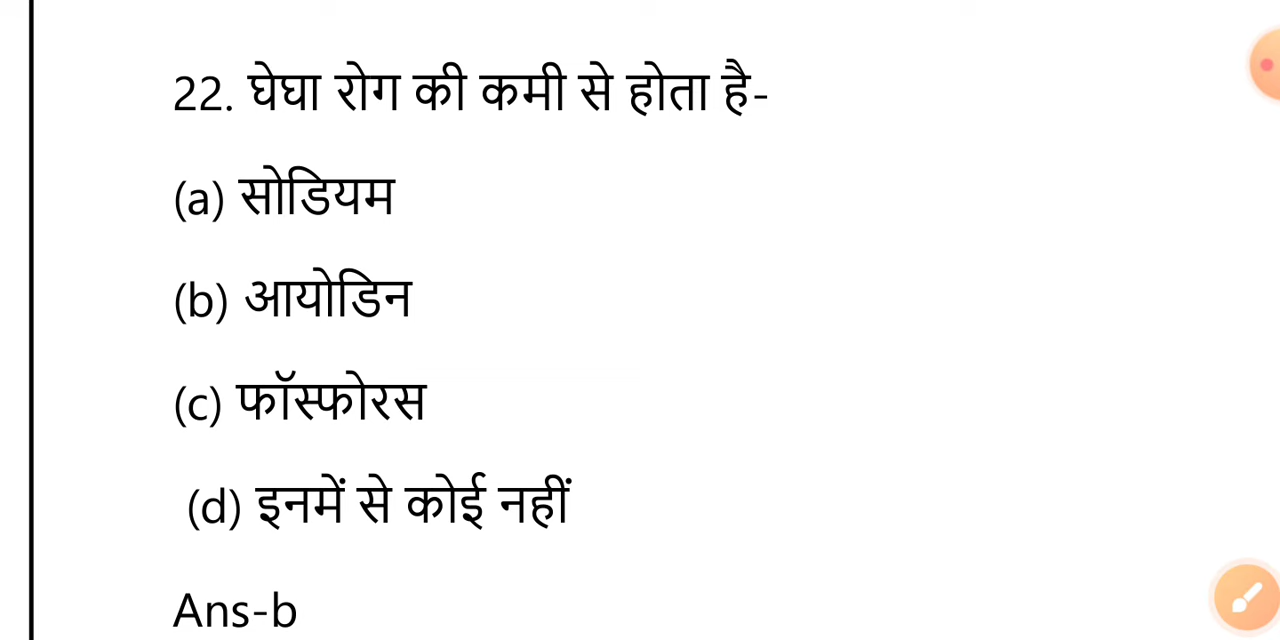 22. घेघा रोग की कमी से होता है-
(a) सोडियम
(b) आयोडिन
(c) फॉस्फोरस
(d) इनमें से कोई नहीं
Ans-b